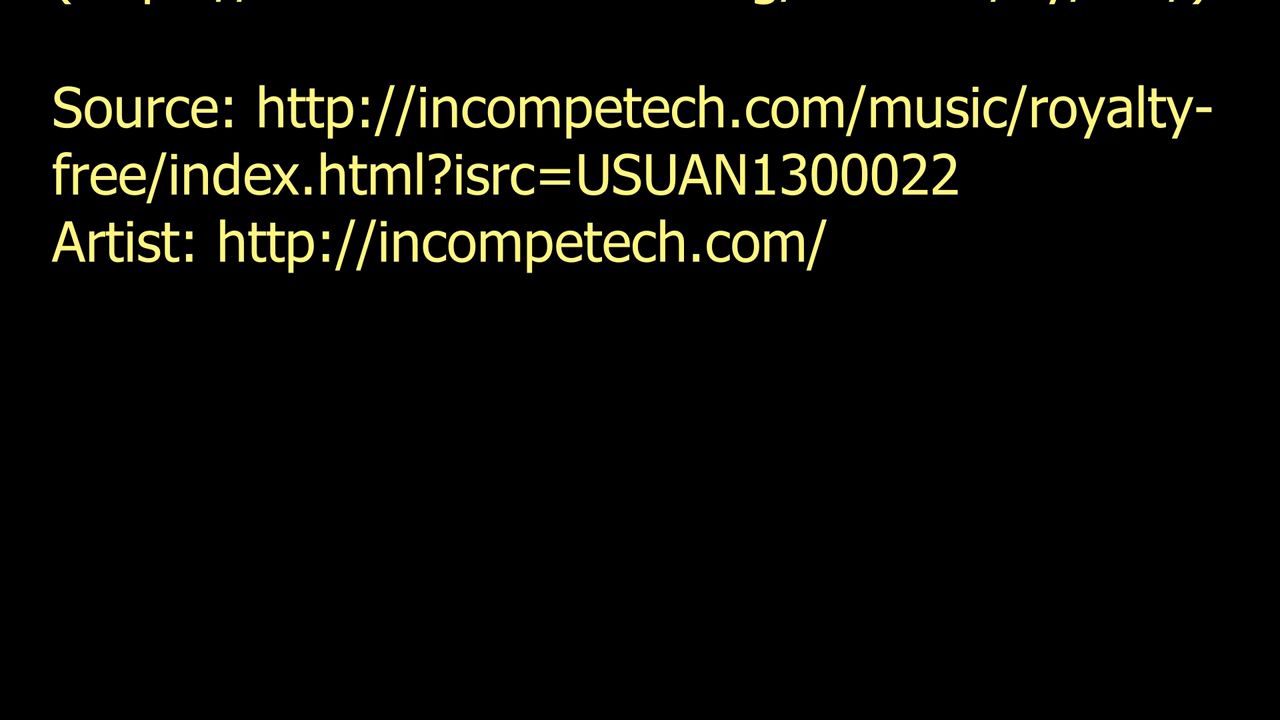 Source: http://incompetech.com/music/royalty-
free/index.html?isrc=USUAN1300022
Artist: http://incompetech.com/